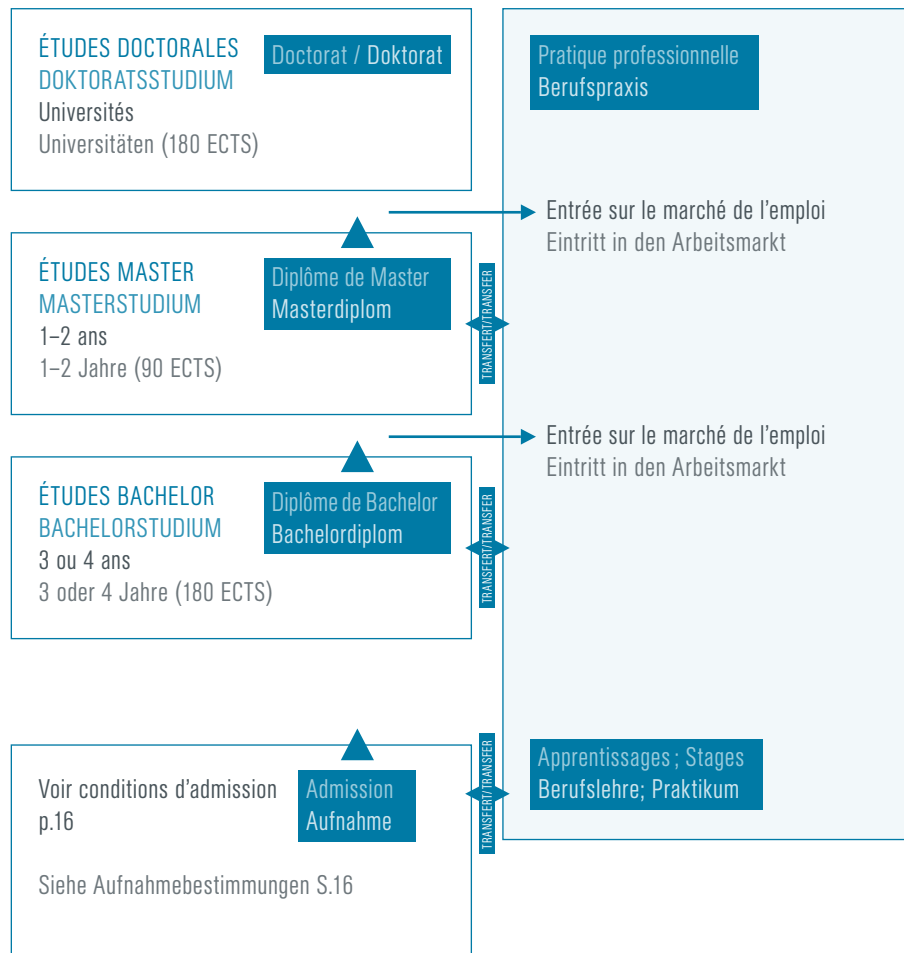 ÉTUDES DOCTORALES
DOKTORATSSTUDIUM
Universités
Universitäten (180 ECTS)
Doctorat / Doktorat
Pratique professionnelle
Berufspraxis
Entrée sur le marché de l'emploi
Eintritt in den Arbeitsmarkt
ÉTUDES MASTER
MASTERSTUDIUM
1–2 ans
1–2 Jahre (90 ECTS)
Diplôme de Master
Masterdiplom
TRANSFERT/TRANSFER
Entrée sur le marché de l'emploi
Eintritt in den Arbeitsmarkt
ÉTUDES BACHELOR
BACHELORSTUDIUM
3 ou 4 ans
3 oder 4 Jahre (180 ECTS)
Diplôme de Bachelor
Bachelordiplom
TRANSFERT/TRANSFER
Voir conditions d'admission
p.16
Siehe Aufnahmebestimmungen S.16
Admission
Aufnahme
TRANSFERT/TRANSFER
Apprentissages ; Stages
Berufslehre; Praktikum